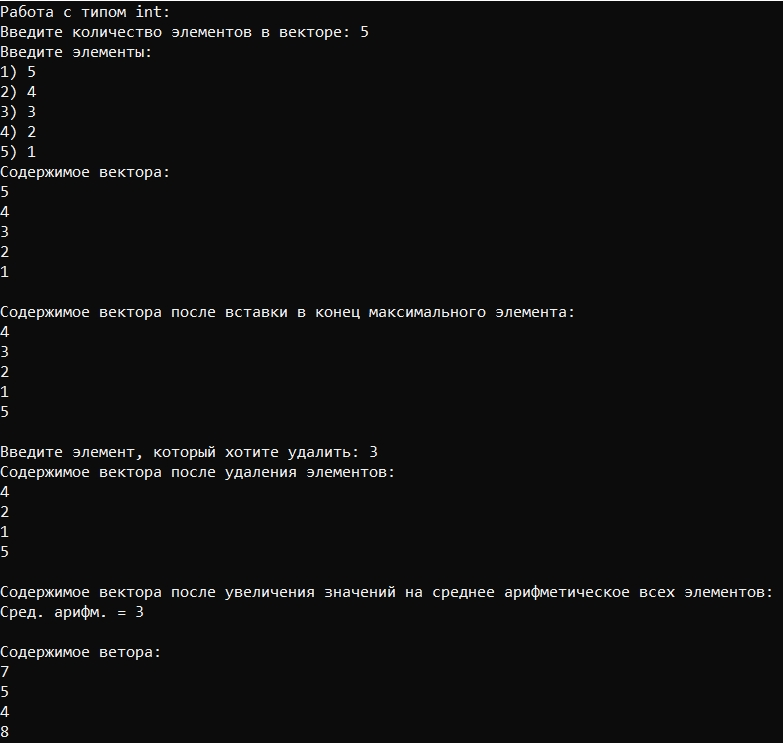 Работа с типом int:
Введите количество элементов в векторе: 5
Введите элементы:
1) 5
2) 4
3) 3
4) 2
5) 1
Содержимое вектора:
5
4
3
2
1
Содержимое вектора после вставки в конец максимального элемента:
4
3
2
1
5
Введите элемент, который хотите удалить: 3
Содержимое вектора после удаления элементов:
4
2
1
5
Содержимое вектора после увеличения значений на среднее арифметическое всех элементов:
Сред. арифм. = 3
Содержимое ветора:
7
5
4
8